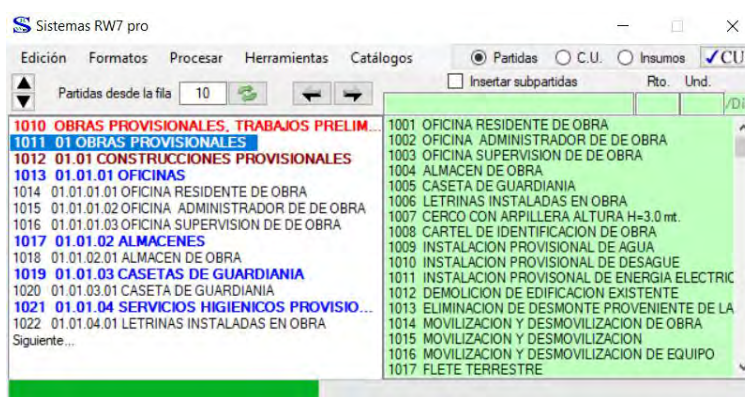 Sistemas RW7 pro
Edición Formatos Procesar Herramientas Catálogos Partidas C.U. Insumos CU
Partidas desde la fila 10 Insertar subpartidas Rto. Und.
1010 OBRAS PROVISIONALES, TRABAJOS PRELIM...
1011 01 OBRAS PROVISIONALES
1012 01.01 CONSTRUCCIONES PROVISIONALES
1013 01.01.01 OFICINAS
1014 01.01.01.01 OFICINA RESIDENTE DE OBRA
1015 01.01.01.02 OFICINA ADMINISTRADOR DE DE OBRA
1016 01.01.01.03 OFICINA SUPERVISION DE DE OBRA
1017 01.01.02 ALMACENES
1018 01.01.02.01 ALMACEN DE OBRA
1019 01.01.03 CASETAS DE GUARDIANIA
1020 01.01.03.01 CASETA DE GUARDIANIA
1021 01.01.04 SERVICIOS HIGIENICOS PROVISIO...
1022 01.01.04.01 LETRINAS INSTALADAS EN OBRA
Siguiente...
1001 OFICINA RESIDENTE DE OBRA
1002 OFICINA ADMINISTRADOR DE DE OBRA
1003 OFICINA SUPERVISION DE DE OBRA
1004 ALMACEN DE OBRA
1005 CASETA DE GUARDIANIA
1006 LETRINAS INSTALADAS EN OBRA
1007 CERCO CON ARPILLERA ALTURA H=3.0 mt.
1008 CARTEL DE IDENTIFICACION DE OBRA
1009 INSTALACION PROVISIONAL DE AGUA
1010 INSTALACION PROVISIONAL DE DESAGUE
1011 INSTALACION PROVISONAL DE ENERGIA ELECTRIC
1012 DEMOLICION DE EDIFICACION EXISTENTE
1013 ELIMINACION DE DESMONTE PROVENIENTE DE LA
1014 MOVILIZACION Y DESMOVILIZACION DE OBRA
1015 MOVILIZACION Y DESMOVILIZACION
1016 MOVILIZACION Y DESMOVILIZACION DE EQUIPO
1017 FLETE TERRESTRE